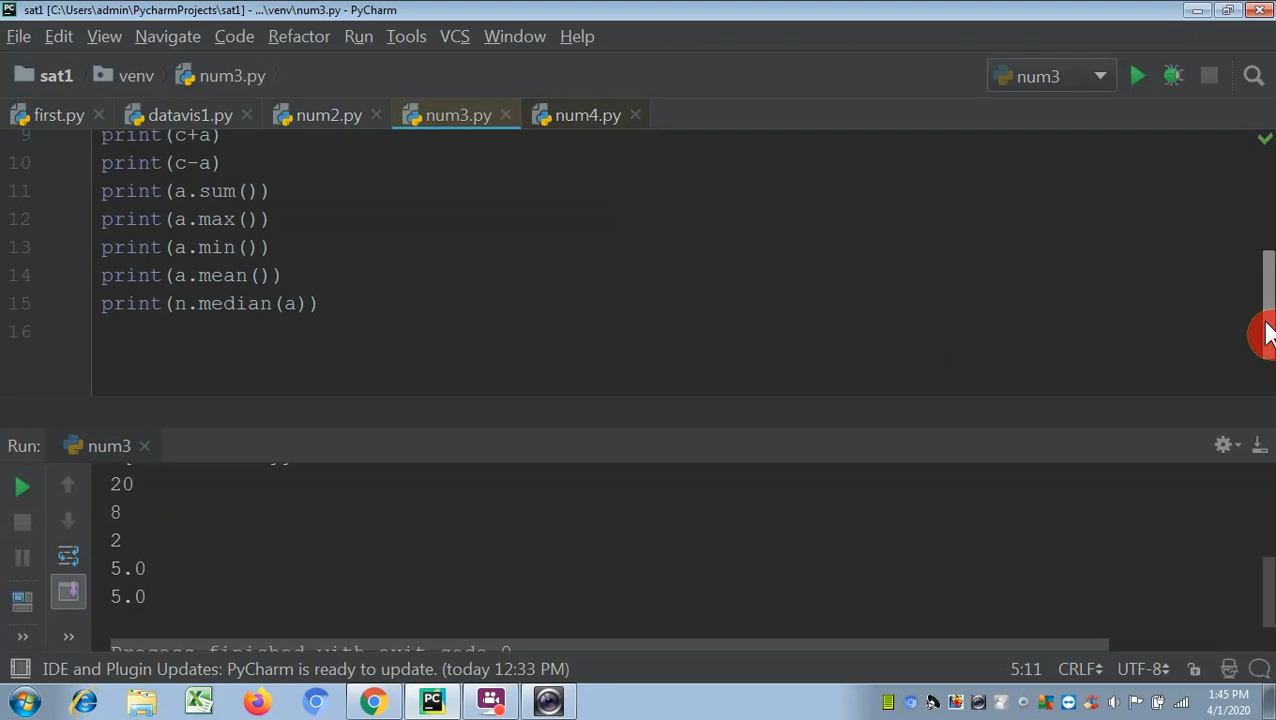 sat1 [C:\Users\admin\PycharmProjects\sat1] - ...\venv\num3.py - PyCharm
File Edit View Navigate Code Refactor Run Tools VCS Window Help
sat1 venv num3.py num3
first.py datavis1.py num2.py num3.py num4.py
9 print(c+a)
10 print(c-a)
11 print(a.sum())
12 print(a.max())
13 print(a.min())
14 print(a.mean())
15 print(n.median(a))
16
Run: num3
20
8
2
5.0
5.0
Process finished with exit code 0
IDE and Plugin Updates: PyCharm is ready to update. (today 12:33 PM) 5:11 CRLF UTF-8
1:45 PM
4/1/2020